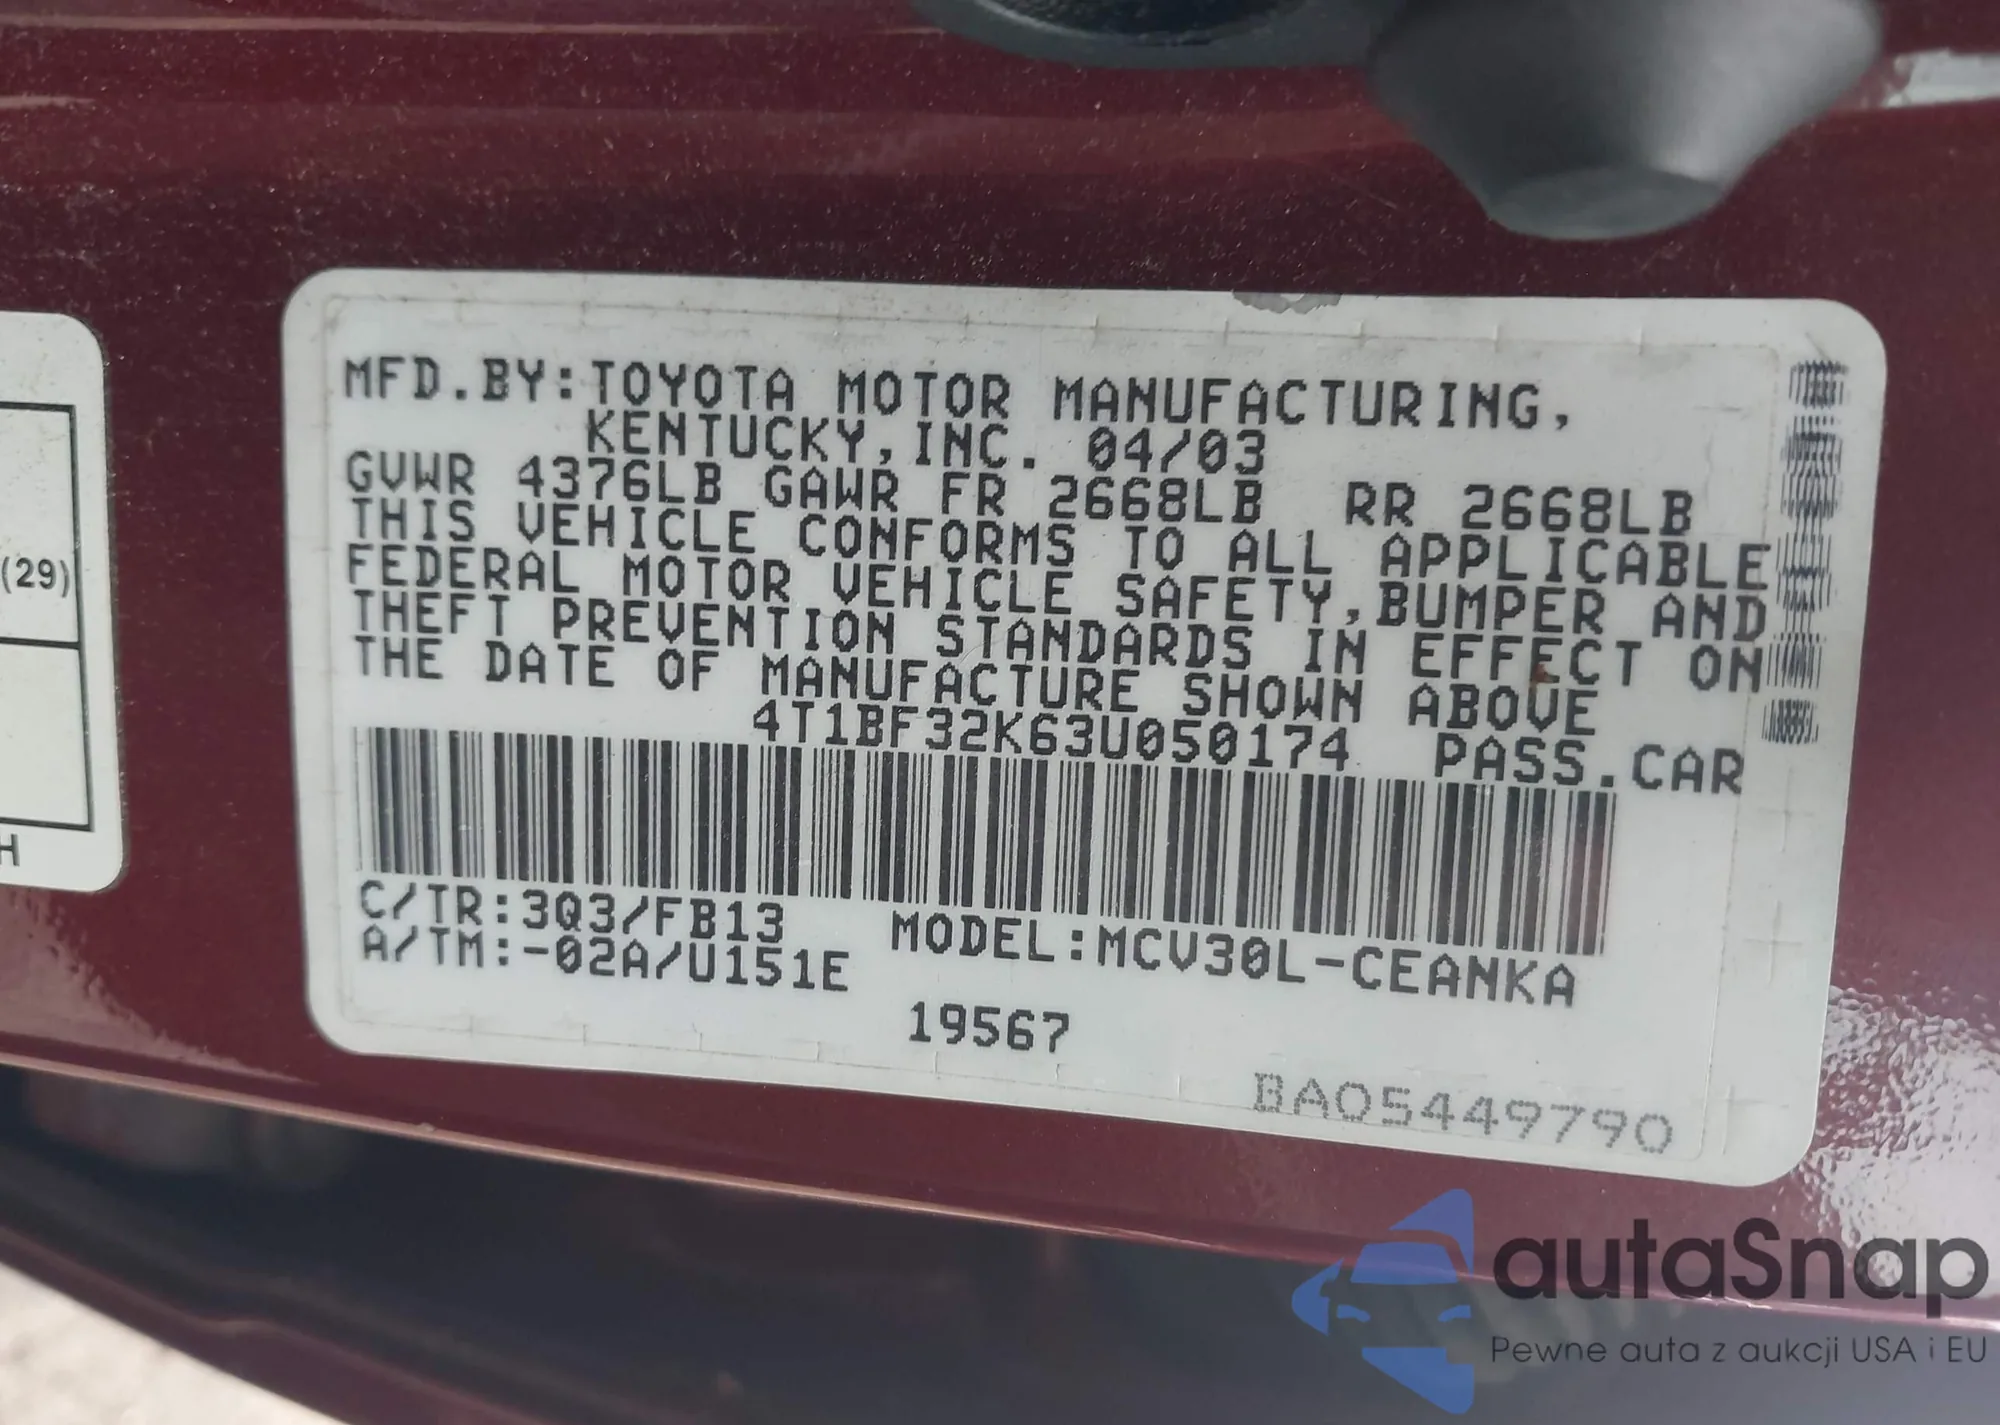 MFD.BY:TOYOTA MOTOR MANUFACTURING,
KENTUCKY,INC. 04/03
GVWR 4376LB GAWR FR 2668LB RR 2668LB
THIS VEHICLE CONFORMS TO ALL APPLICABLE
FEDERAL MOTOR VEHICLE SAFETY,BUMPER AND
THEFT PREVENTION STANDARDS IN EFFECT ON
THE DATE OF MANUFACTURE SHOWN ABOVE
4T1BF32K63U050174 PASS.CAR
C/TR:3Q3/FB13 MODEL:MCV30L-CEANKA
A/TM:-02A/U151E
19567
BA05449790
(29)
H
autaSnap
Pewne auta z aukcji USA i EU